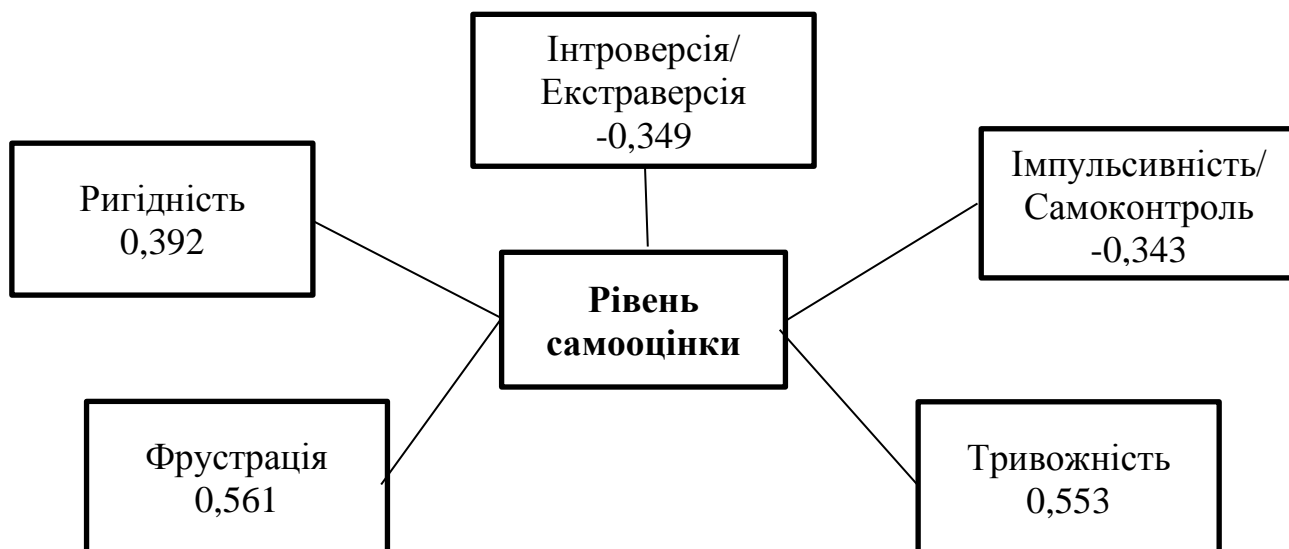 Інтроверсія/
Екстраверсія
-0,349
Ригідність
0,392
Імпульсивність/
Самоконтроль
-0,343
Рівень
самооцінки
Фрустрація
0,561
Тривожність
0,553